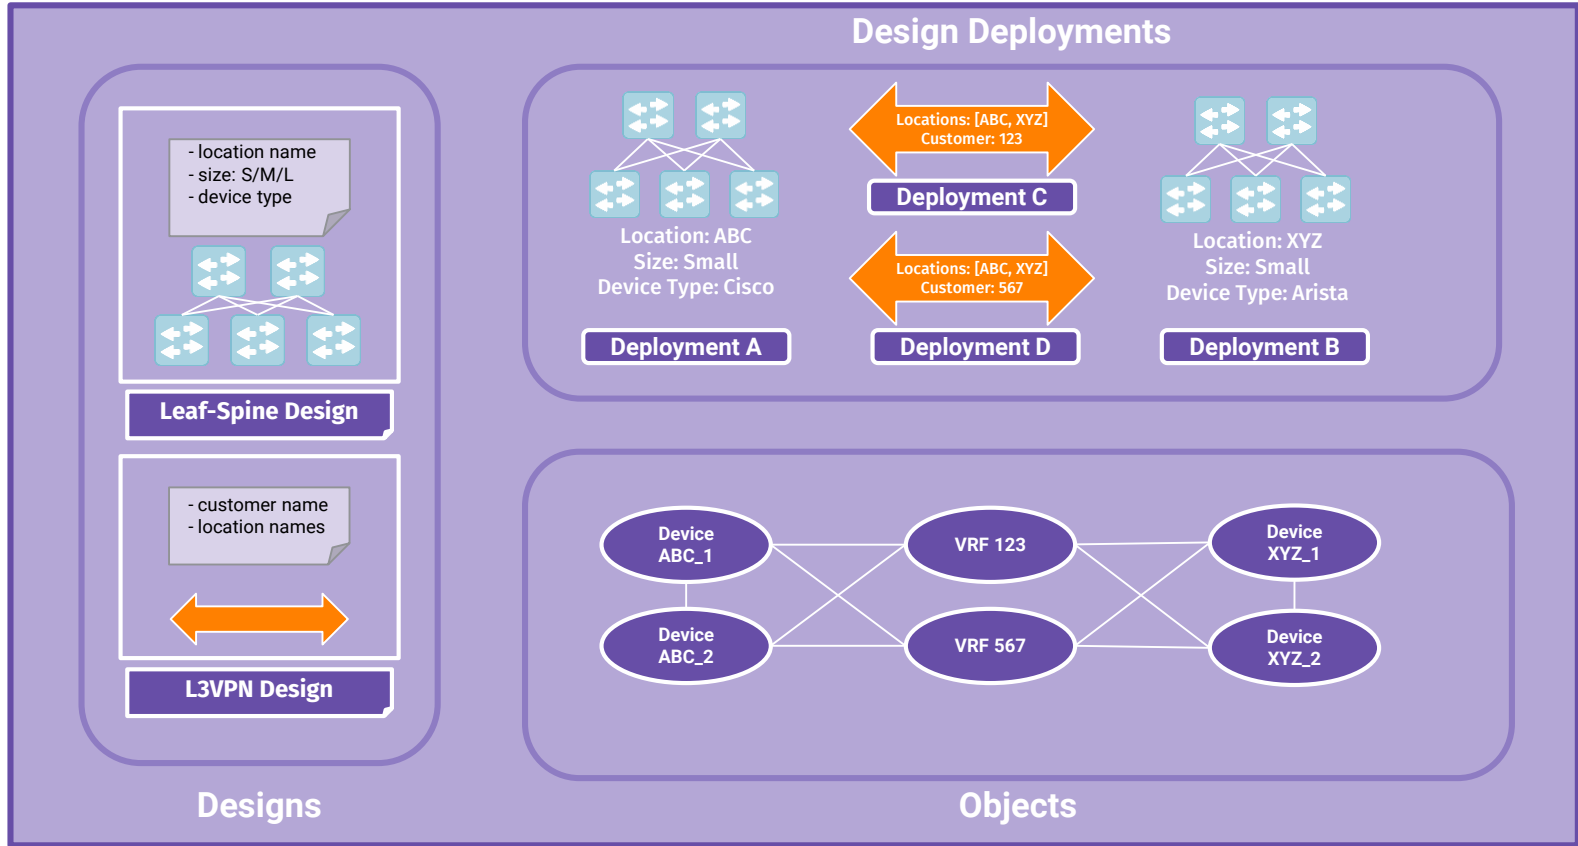 Design Deployments
- location name
- size: S/M/L
- device type
Leaf-Spine Design
- customer name
- location names
L3VPN Design
Designs
Location: ABC
Size: Small
Device Type: Cisco
Deployment A
Locations: [ABC, XYZ]
Customer: 123
Deployment C
Locations: [ABC, XYZ]
Customer: 567
Deployment D
Location: XYZ
Size: Small
Device Type: Arista
Deployment B
Device
ABC_1
VRF 123
Device
XYZ_1
Device
ABC_2
VRF 567
Device
XYZ_2
Objects